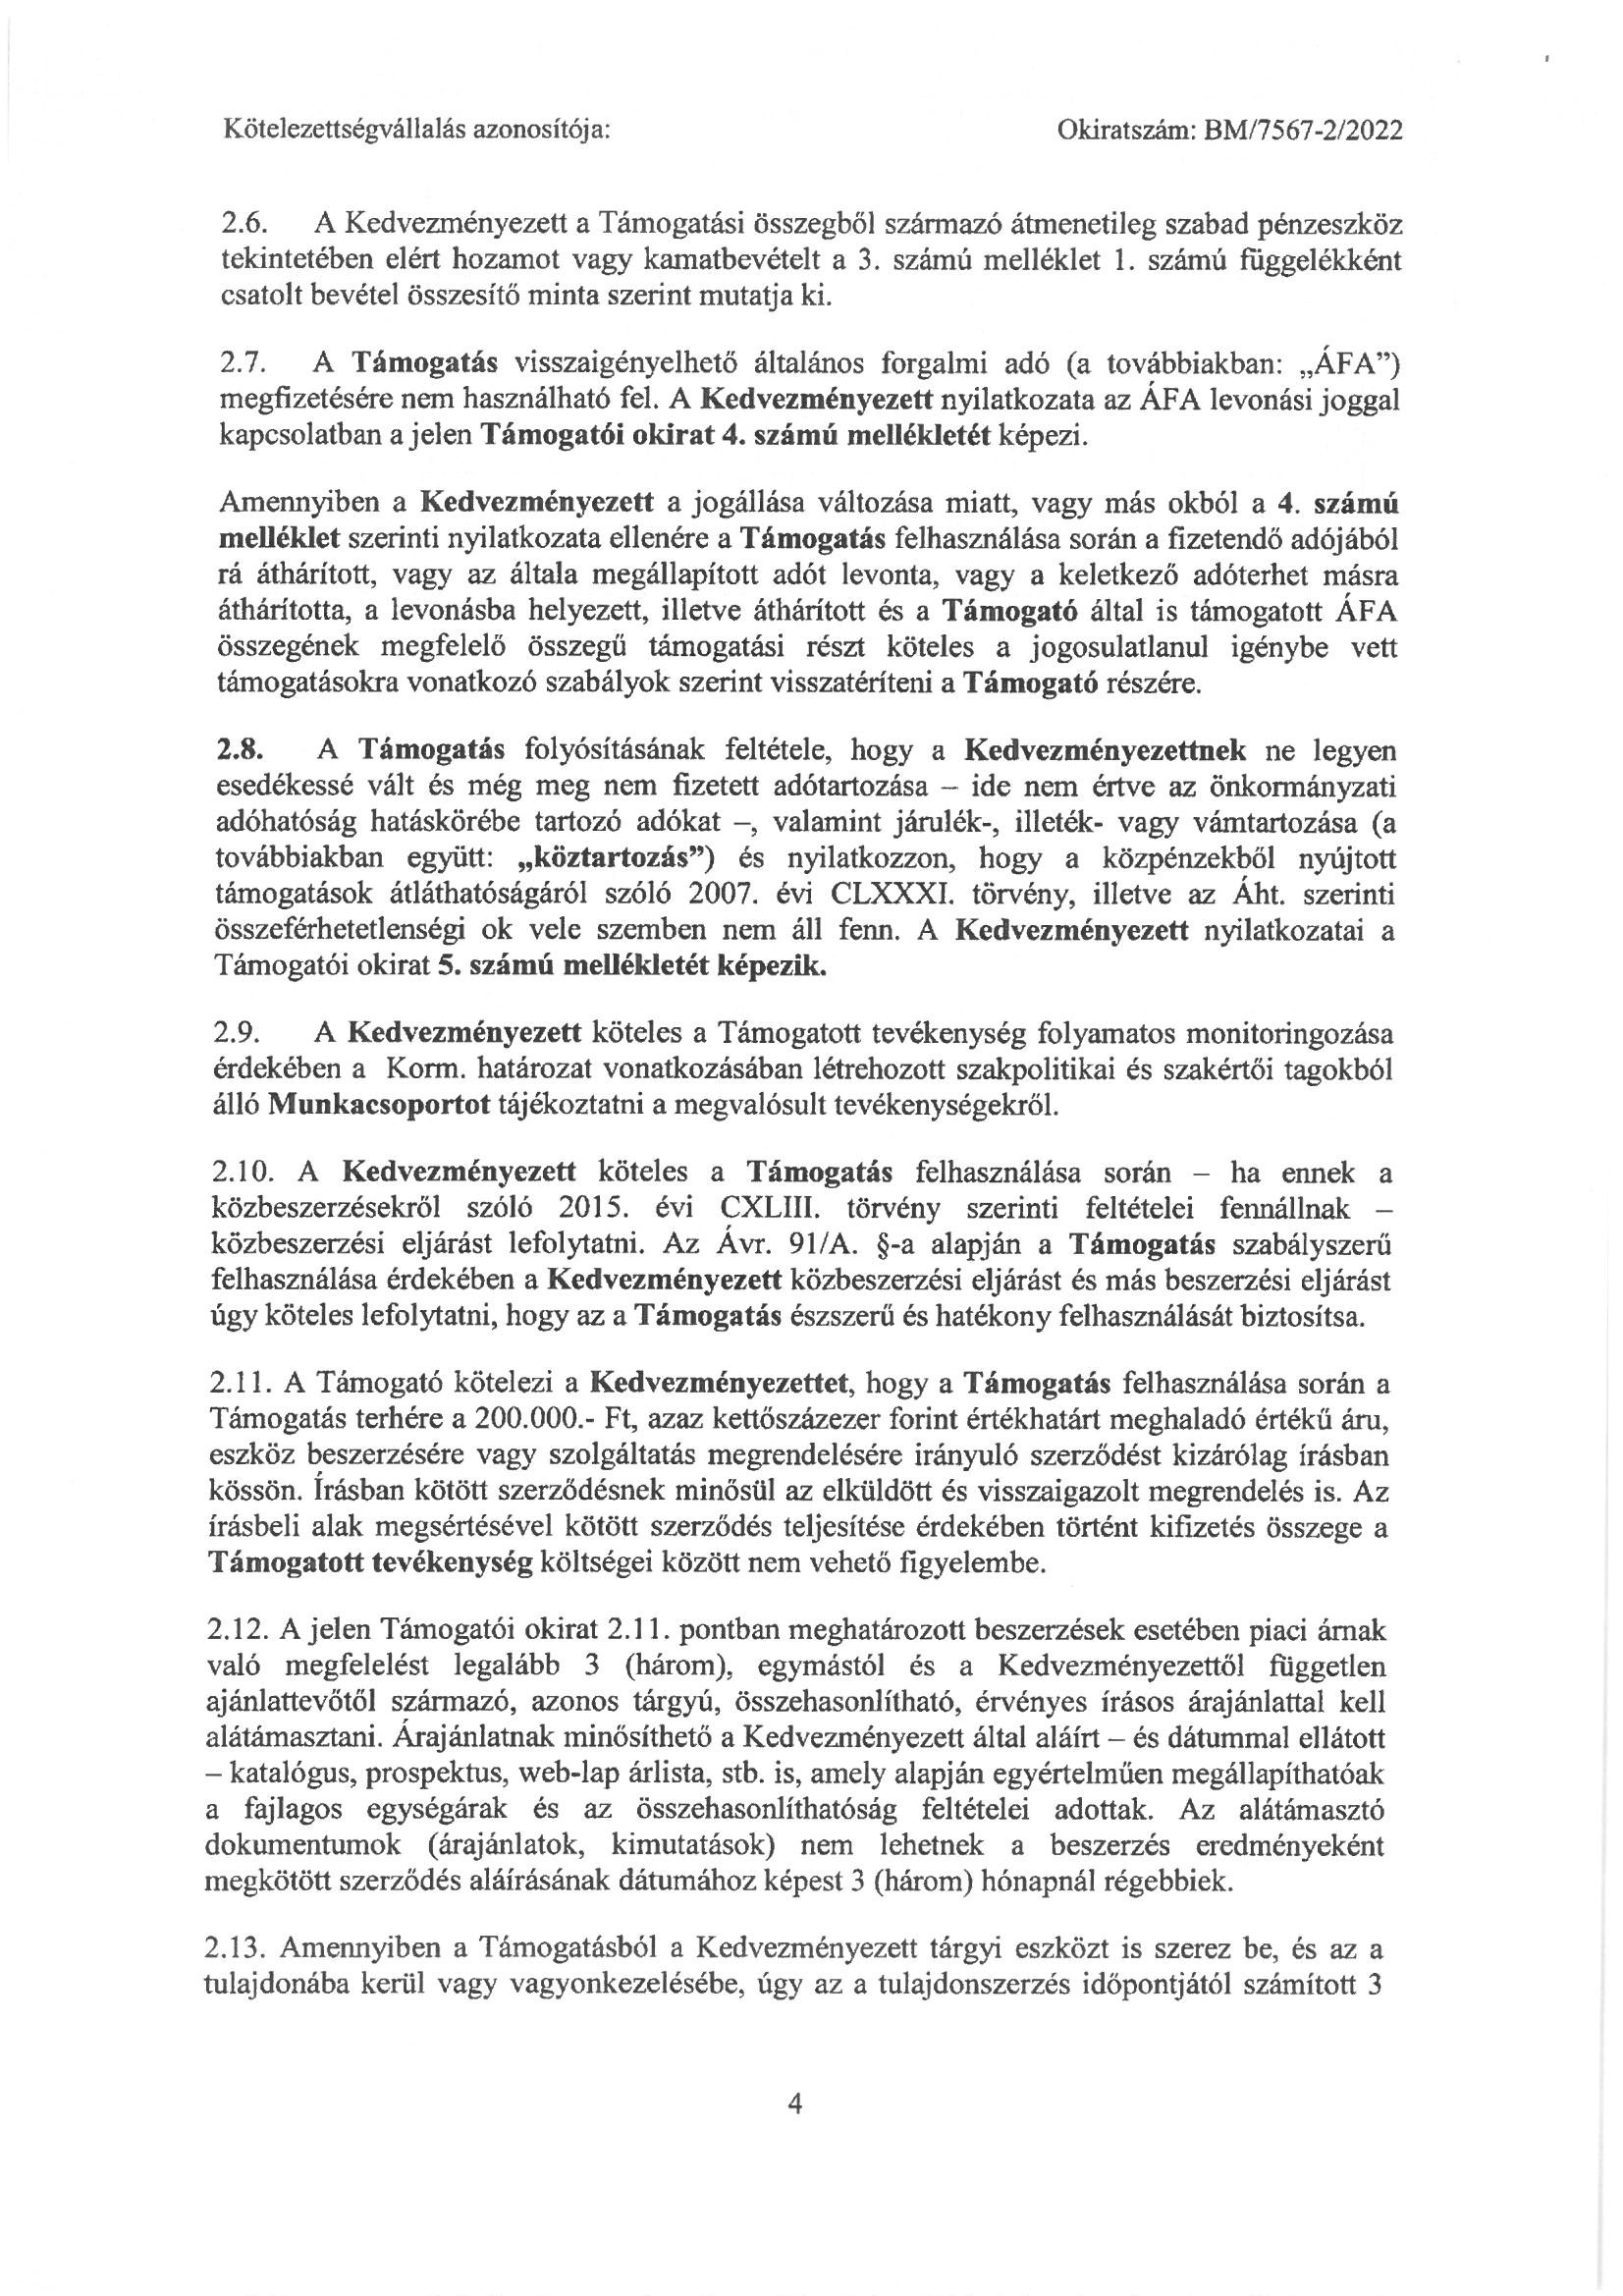 Kötelezettségvállalás azonosítója: Okiratszám: BM/7567-2/2022
2.6. A Kedvezményezett a Támogatási összegből származó átmenetileg szabad pénzeszköz
tekintetében elért hozamot vagy kamatbevételt a 3. számú melléklet 1. számú függelékként
csatolt bevétel összesítő minta szerint mutatja ki.
2.7. A Támogatás visszaigényelhető általános forgalmi adó (a továbbiakban: „ÁFA”)
megfizetésére nem használható fel. A Kedvezményezett nyilatkozata az ÁFA levonási joggal
kapcsolatban a jelen Támogatói okirat 4. számú mellékletét képezi.
Amennyiben a Kedvezményezett a jogállása változása miatt, vagy más okból a 4. számú
melléklet szerinti nyilatkozata ellenére a Támogatás felhasználása során a fizetendő adójából
rá áthárított, vagy az általa megállapított adót levonta, vagy a keletkező adóterhet másra
áthárította, a levonásba helyezett, illetve áthárított és a Támogató által is támogatott ÁFA
összegének megfelelő összegű támogatási részt köteles a jogosulatlanul igénybe vett
támogatásokra vonatkozó szabályok szerint visszatéríteni a Támogató részére.
2.8. A Támogatás folyósításának feltétele, hogy a Kedvezményezettnek ne legyen
esedékessé vált és még meg nem fizetett adótartozása – ide nem értve az önkormányzati
adóhatóság hatáskörébe tartozó adókat –, valamint járulék-, illeték- vagy vámtartozása (a
továbbiakban együtt: „köztartozás”) és nyilatkozzon, hogy a közpénzekből nyújtott
támogatások átláthatóságáról szóló 2007. évi CLXXXI. törvény, illetve az Áht. szerinti
összeférhetetlenségi ok vele szemben nem áll fenn. A Kedvezményezett nyilatkozatai a
Támogatói okirat 5. számú mellékletét képezik.
2.9. A Kedvezményezett köteles a Támogatott tevékenység folyamatos monitoringozása
érdekében a Korm. határozat vonatkozásában létrehozott szakpolitikai és szakértői tagokból
álló Munkacsoportot tájékoztatni a megvalósult tevékenységekről.
2.10. A Kedvezményezett köteles a Támogatás felhasználása során – ha ennek a
közbeszerzésekről szóló 2015. évi CXLIII. törvény szerinti feltételei fennállnak –
közbeszerzési eljárást lefolytatni. Az Ávr. 91/A. §-a alapján a Támogatás szabályszerű
felhasználása érdekében a Kedvezményezett közbeszerzési eljárást és más beszerzési eljárást
úgy köteles lefolytatni, hogy az a Támogatás észszerű és hatékony felhasználását biztosítsa.
2.11. A Támogató kötelezi a Kedvezményezettet, hogy a Támogatás felhasználása során a
Támogatás terhére a 200.000.- Ft, azaz kettőszázezer forint értékhatárt meghaladó értékű áru,
eszköz beszerzésére vagy szolgáltatás megrendelésére irányuló szerződést kizárólag írásban
kössön. Írásban kötött szerződésnek minősül az elküldött és visszaigazolt megrendelés is. Az
írásbeli alak megsértésével kötött szerződés teljesítése érdekében történt kifizetés összege a
Támogatott tevékenység költségei között nem vehető figyelembe.
2.12. A jelen Támogatói okirat 2.11. pontban meghatározott beszerzések esetében piaci árnak
való megfelelést legalább 3 (három), egymástól és a Kedvezményezettől független
ajánlattevőtől származó, azonos tárgyú, összehasonlítható, érvényes írásos árajánlattal kell
alátámasztani. Árajánlatnak minősíthető a Kedvezményezett által aláírt – és dátummal ellátott
– katalógus, prospektus, web-lap árlista, stb. is, amely alapján egyértelműen megállapíthatóak
a fajlagos egységárak és az összehasonlíthatóság feltételei adottak. Az alátámasztó
dokumentumok (árajánlatok, kimutatások) nem lehetnek a beszerzés eredményeként
megkötött szerződés aláírásának dátumához képest 3 (három) hónapnál régebbiek.
2.13. Amennyiben a Támogatásból a Kedvezményezett tárgyi eszközt is szerez be, és az a
tulajdonába kerül vagy vagyonkezelésébe, úgy az a tulajdonszerzés időpontjától számított 3
4